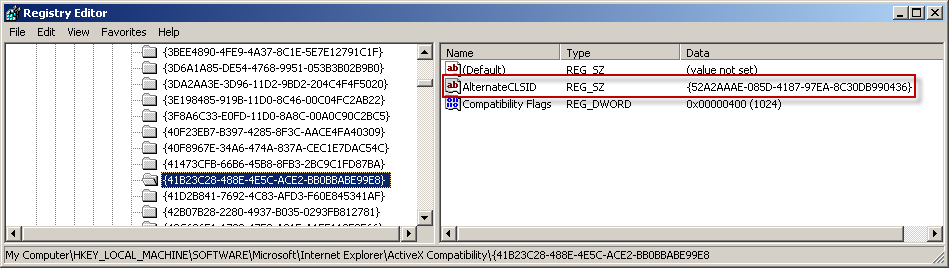 Registry Editor
File Edit View Favorites Help
{3BEE4890-4FE9-4A37-8C1E-5E7E12791C1F}
{3D6A1A85-DE54-4768-9951-053B3B02B9B0}
{3DA2AA3E-3D96-11D2-9BD2-204C4F4F5020}
{3E198485-919B-11D0-8C46-00C04FC2AB22}
{3F8A6C33-E0FD-11D0-8A8C-00A0C90C2BC5}
{40F23EB7-B397-4285-8F3C-AACE4FA40309}
{40F8967E-34A6-474A-837A-CEC1E7DAC54C}
{41473CFB-66B6-45B8-8FB3-2BC9C1FD87BA}
{41B23C28-488E-4E5C-ACE2-BB0BBABE99E8}
{41D2B841-7692-4C83-AFD3-F60E845341AF}
{42B07B28-2280-4937-B035-0293FB812781}
Name Type Data
(Default) REG_SZ (value not set)
AlternateCLSID REG_SZ {52A2AAAE-085D-4187-97EA-8C30DB990436}
Compatibility Flags REG_DWORD 0x00000400 (1024)
My Computer\HKEY_LOCAL_MACHINE\SOFTWARE\Microsoft\Internet Explorer\ActiveX Compatibility\{41B23C28-488E-4E5C-ACE2-BB0BBABE99E8